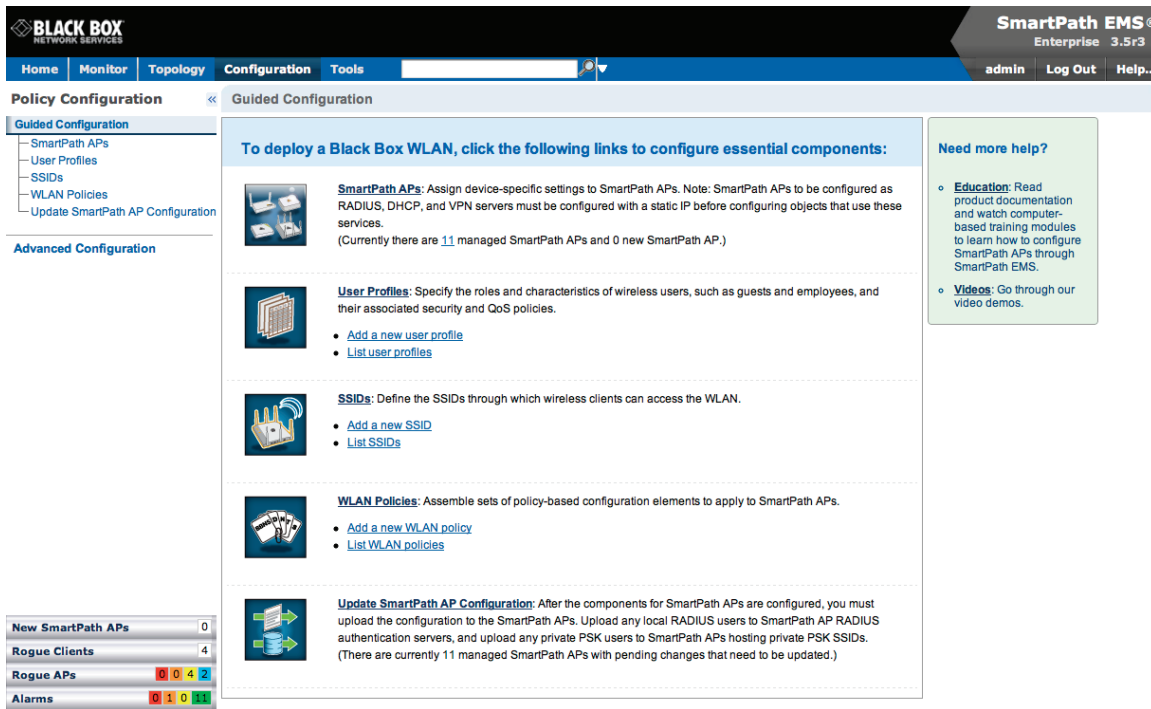 BLACK BOX
NETWORK SERVICES
SmartPath EMS®
Enterprise 3.5r3
Home Monitor Topology Configuration Tools
admin Log Out Help..
Policy Configuration «
Guided Configuration
SmartPath APs
User Profiles
SSIDs
WLAN Policies
Update SmartPath AP Configuration
Advanced Configuration
New SmartPath APs 0
Rogue Clients 4
Rogue APs 0 0 4 2
Alarms 0 1 0 11
Guided Configuration
To deploy a Black Box WLAN, click the following links to configure essential components:
SmartPath APs: Assign device-specific settings to SmartPath APs. Note: SmartPath APs to be configured as
RADIUS, DHCP, and VPN servers must be configured with a static IP before configuring objects that use these
services.
(Currently there are 11 managed SmartPath APs and 0 new SmartPath AP.)
User Profiles: Specify the roles and characteristics of wireless users, such as guests and employees, and
their associated security and QoS policies.
• Add a new user profile
• List user profiles
SSIDs: Define the SSIDs through which wireless clients can access the WLAN.
• Add a new SSID
• List SSIDs
WLAN Policies: Assemble sets of policy-based configuration elements to apply to SmartPath APs.
• Add a new WLAN policy
• List WLAN policies
Update SmartPath AP Configuration: After the components for SmartPath APs are configured, you must
upload the configuration to the SmartPath APs. Upload any local RADIUS users to SmartPath AP RADIUS
authentication servers, and upload any private PSK users to SmartPath APs hosting private PSK SSIDs.
(There are currently 11 managed SmartPath APs with pending changes that need to be updated.)
Need more help?
Education: Read
product documentation
and watch computer-
based training modules
to learn how to configure
SmartPath APs through
SmartPath EMS.
Videos: Go through our
video demos.